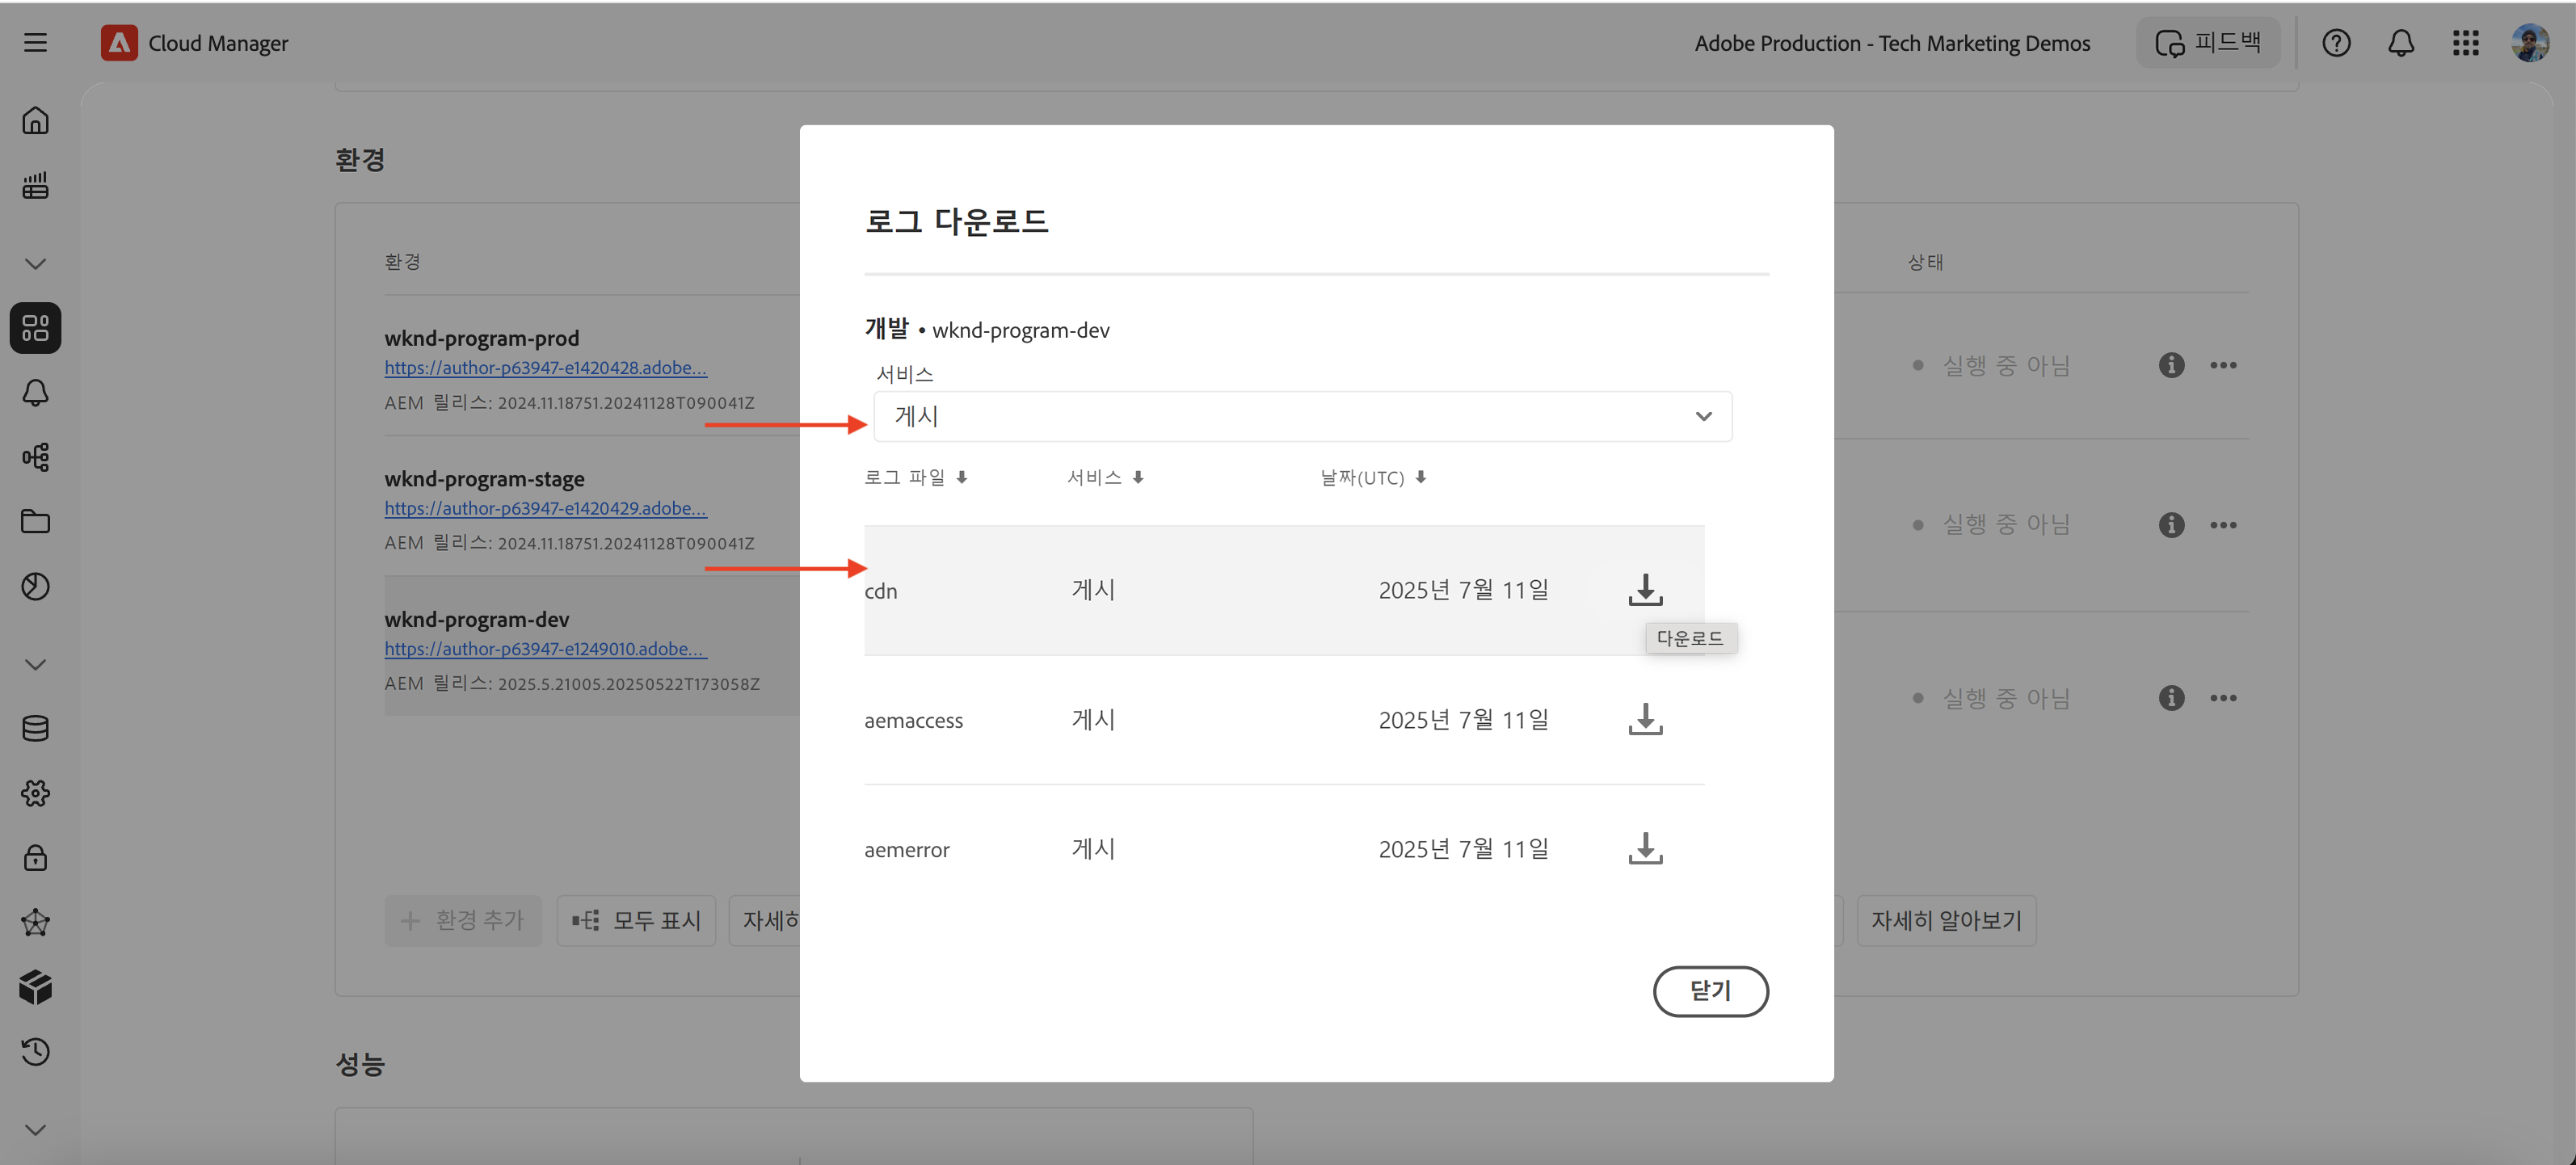 Cloud Manager
Adobe Production - Tech Marketing Demos
피드백
환경
환경
상태
wknd-program-prod
https://author-p63947-e1420428.adobe...
AEM 릴리스: 2024.11.18751.20241128T090041Z
실행 중 아님
wknd-program-stage
https://author-p63947-e1420429.adobe...
AEM 릴리스: 2024.11.18751.20241128T090041Z
실행 중 아님
wknd-program-dev
https://author-p63947-e1249010.adobe...
AEM 릴리스: 2025.5.21005.20250522T173058Z
실행 중 아님
환경 추가
모두 표시
자세히
자세히 알아보기
성능
로그 다운로드
개발 • wknd-program-dev
서비스
게시
로그 파일 서비스 날짜(UTC)
cdn 게시 2025년 7월 11일
다운로드
aemaccess 게시 2025년 7월 11일
aemerror 게시 2025년 7월 11일
닫기